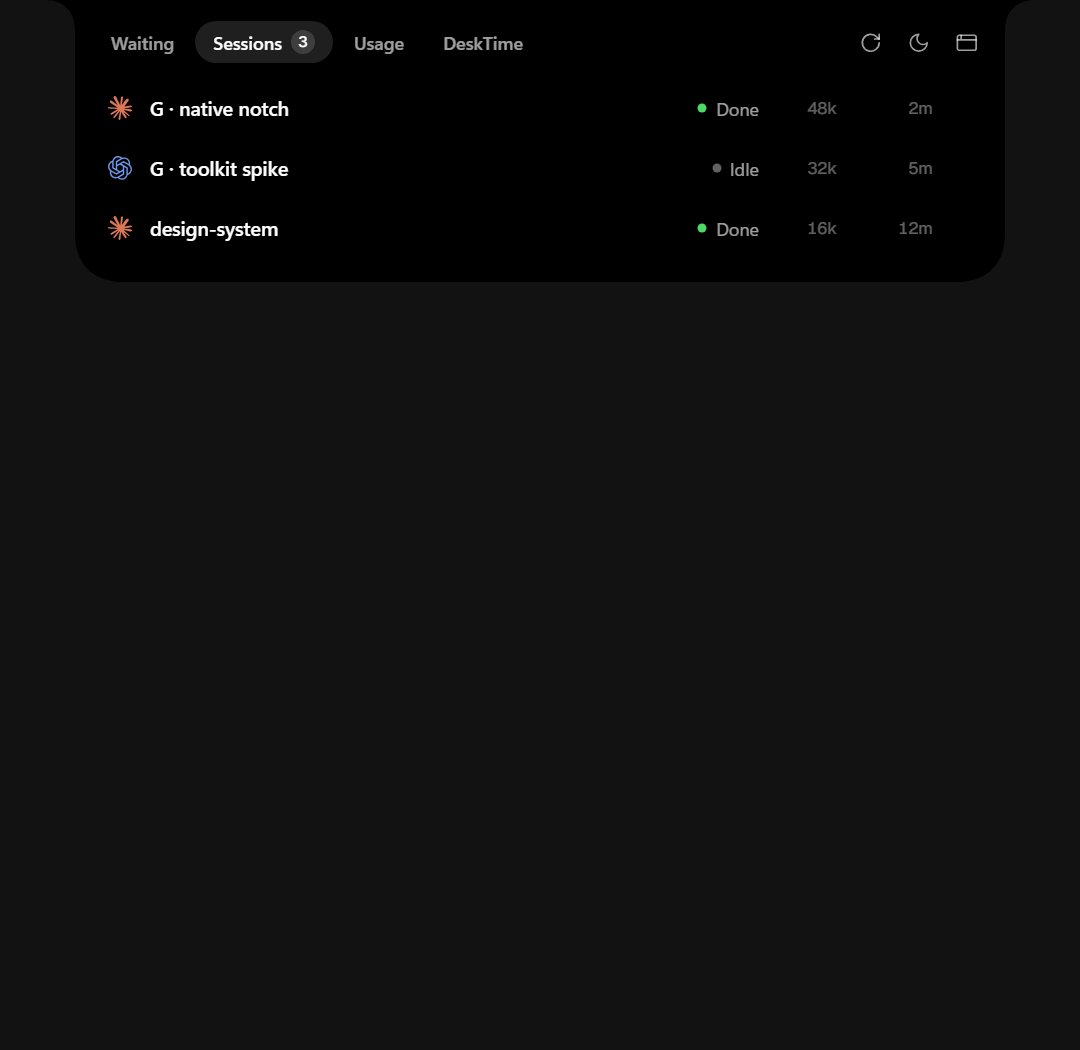 Waiting Sessions 3 Usage DeskTime
G · native notch Done 48k 2m
G · toolkit spike Idle 32k 5m
design-system Done 16k 12m